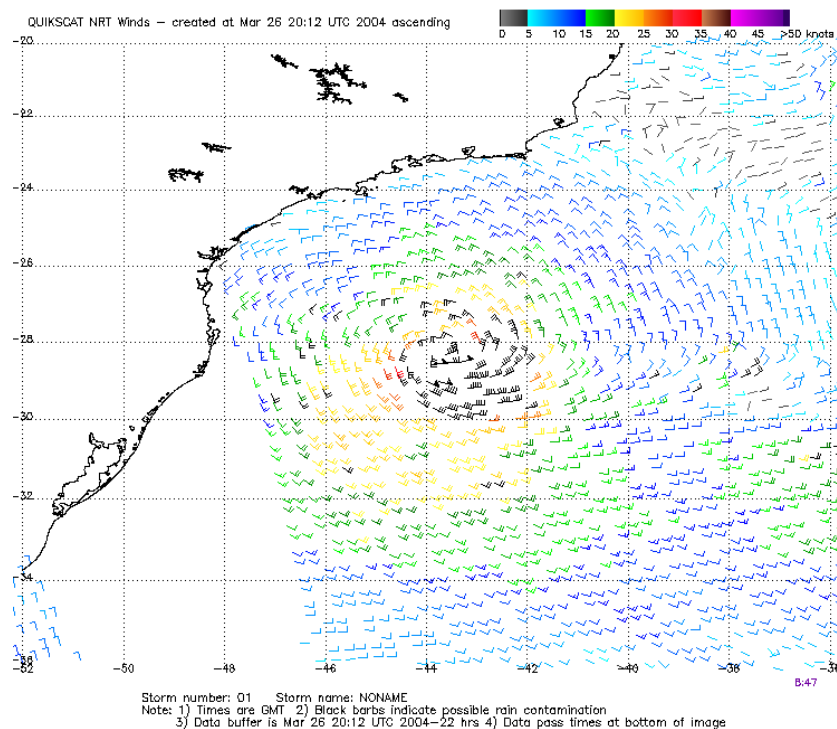 QUIKSCAT NRT Winds – created at Mar 26 20:12 UTC 2004 ascending
0 5 10 15 20 25 30 35 40 45 >50 knots
-20
-22
-24
-26
-28
-30
-32
-34
-36
-52 -50 -48 -46 -44 -42 -40 -38 -36
8:47
Storm number: 01 Storm name: NONAME
Note: 1) Times are GMT 2) Black barbs indicate possible rain contamination
3) Data buffer is Mar 26 20:12 UTC 2004–22 hrs 4) Data pass times at bottom of image